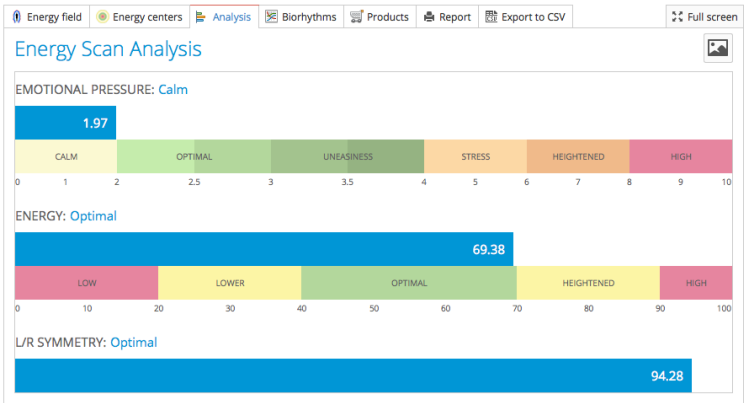 Energy field Energy centers Analysis Biorhythms Products Report Export to CSV Full screen
Energy Scan Analysis
EMOTIONAL PRESSURE: Calm
1.97
CALM OPTIMAL UNEASINESS STRESS HEIGHTENED HIGH
0 1 2 2.5 3 3.5 4 5 6 7 8 9 10
ENERGY: Optimal
69.38
LOW LOWER OPTIMAL HEIGHTENED HIGH
0 10 20 30 40 50 60 70 80 90 100
L/R SYMMETRY: Optimal
94.28